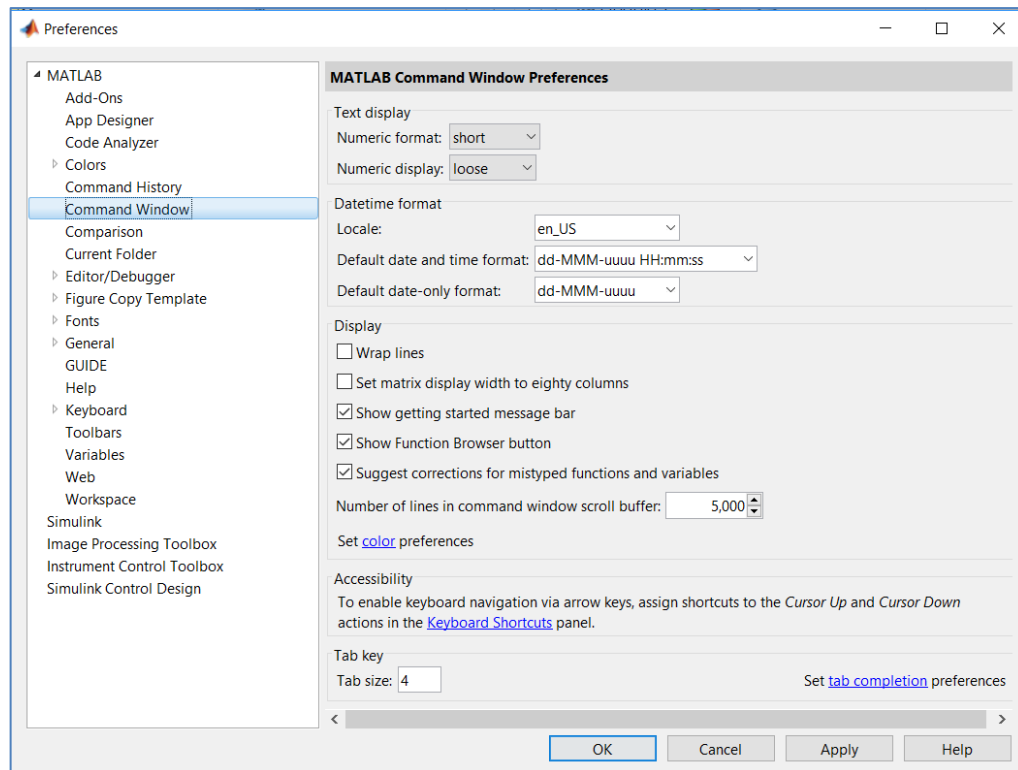 Preferences
MATLAB
Add-Ons
App Designer
Code Analyzer
Colors
Command History
Command Window
Comparison
Current Folder
Editor/Debugger
Figure Copy Template
Fonts
General
GUIDE
Help
Keyboard
Toolbars
Variables
Web
Workspace
Simulink
Image Processing Toolbox
Instrument Control Toolbox
Simulink Control Design
MATLAB Command Window Preferences
Text display
Numeric format: short
Numeric display: loose
Datetime format
Locale: en_US
Default date and time format: dd-MMM-uuuu HH:mm:ss
Default date-only format: dd-MMM-uuuu
Display
Wrap lines
Set matrix display width to eighty columns
Show getting started message bar
Show Function Browser button
Suggest corrections for mistyped functions and variables
Number of lines in command window scroll buffer: 5,000
Set color preferences
Accessibility
To enable keyboard navigation via arrow keys, assign shortcuts to the Cursor Up and Cursor Down
actions in the Keyboard Shortcuts panel.
Tab key
Tab size: 4 Set tab completion preferences
OK Cancel Apply Help